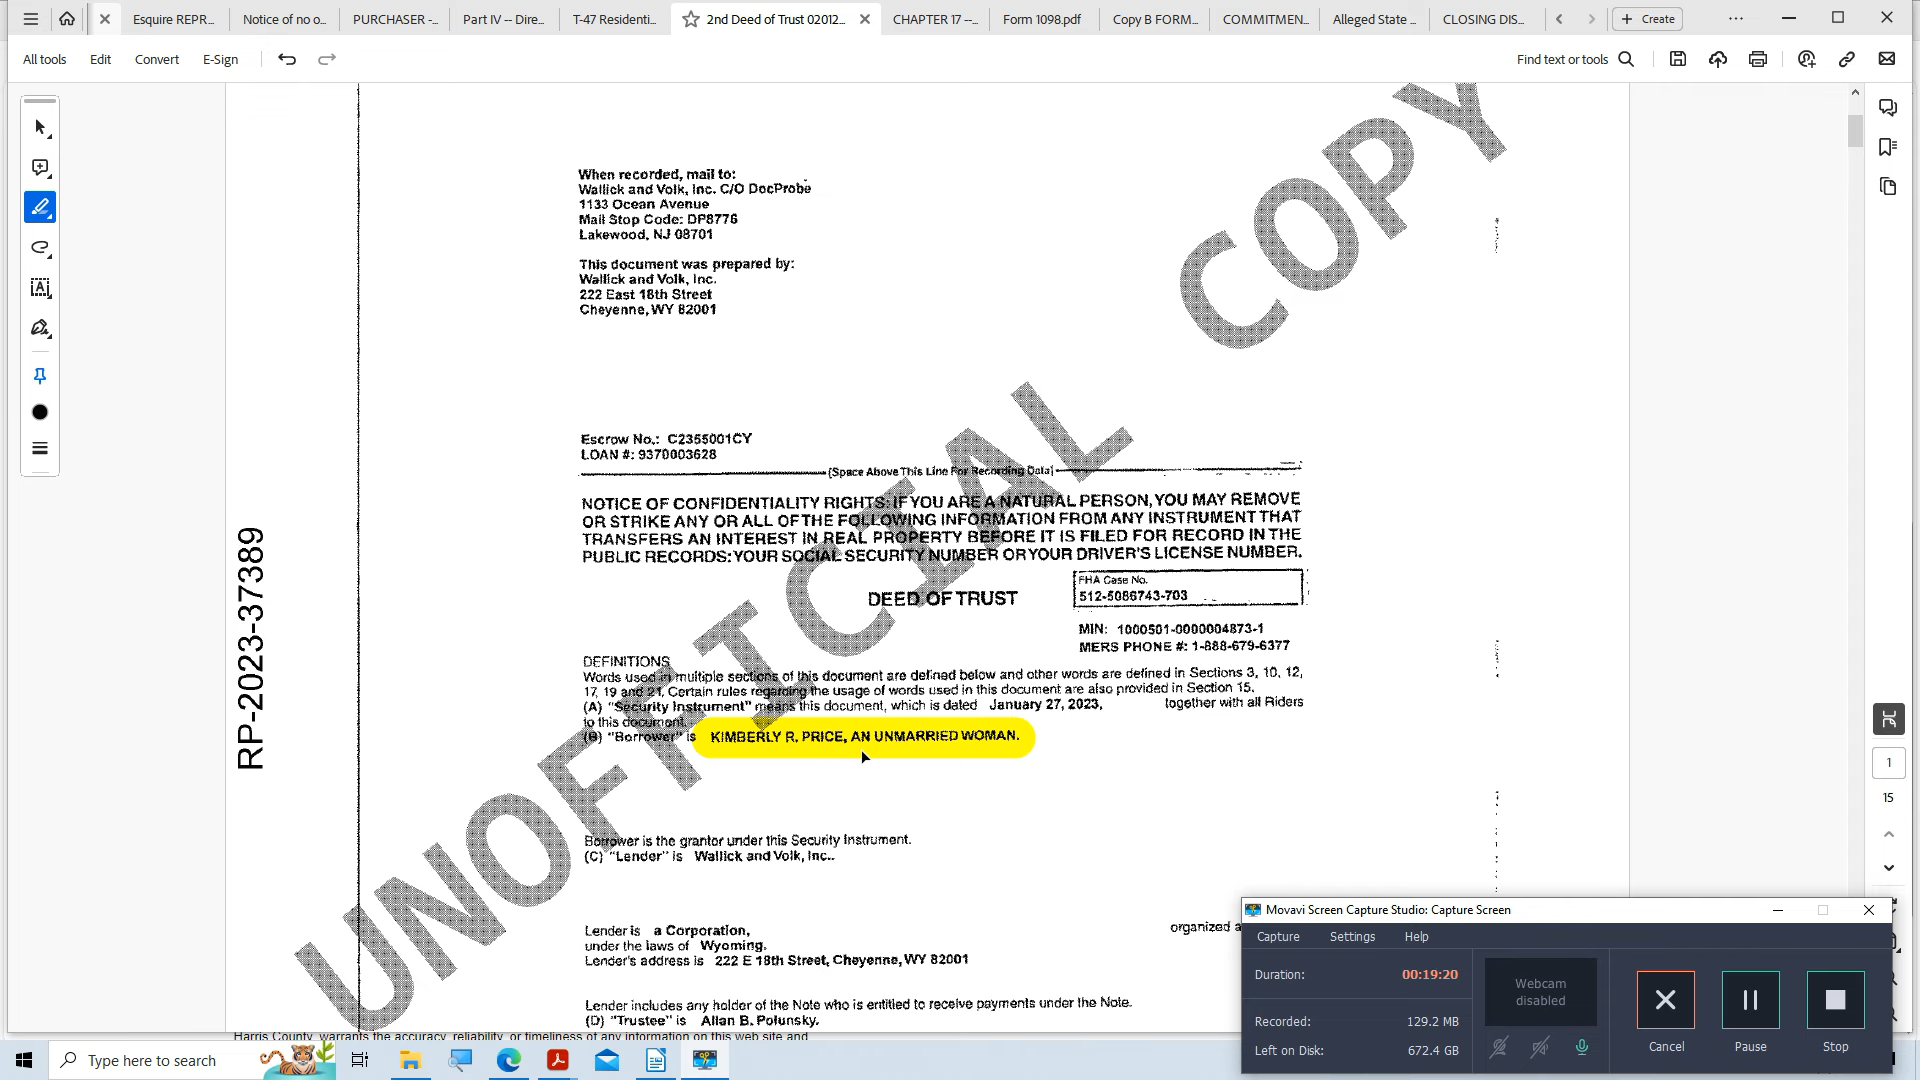 Esquire REPR...
Notice of no o...
PURCHASER -...
Part IV -- Dire...
T-47 Residenti...
2nd Deed of Trust 02012...
CHAPTER 17 --...
Form 1098.pdf
Copy B FORM...
COMMITMEN...
Alleged State ...
CLOSING DIS...
Create
All tools
Edit
Convert
E-Sign
Find text or tools
When recorded, mail to:
Wallick and Volk, Inc. C/O DocProbe
1133 Ocean Avenue
Mail Stop Code: DP8776
Lakewood, NJ 08701
This document was prepared by:
Wallick and Volk, Inc.
222 East 18th Street
Cheyenne, WY 82001
UNOFFICIAL COPY
Escrow No.: C2355001CY
LOAN #: 9370003628
[Space Above This Line For Recording Data]
NOTICE OF CONFIDENTIALITY RIGHTS: IF YOU ARE A NATURAL PERSON, YOU MAY REMOVE
OR STRIKE ANY OR ALL OF THE FOLLOWING INFORMATION FROM ANY INSTRUMENT THAT
TRANSFERS AN INTEREST IN REAL PROPERTY BEFORE IT IS FILED FOR RECORD IN THE
PUBLIC RECORDS: YOUR SOCIAL SECURITY NUMBER OR YOUR DRIVER'S LICENSE NUMBER.
DEED OF TRUST
FHA Case No.
512-5086743-703
MIN: 1000501-0000004873-1
MERS PHONE #: 1-888-679-6377
RP-2023-37389
DEFINITIONS
Words used in multiple sections of this document are defined below and other words are defined in Sections 3, 10, 12,
17, 19 and 21. Certain rules regarding the usage of words used in this document are also provided in Section 15.
(A) "Security Instrument" means this document, which is dated January 27, 2023, together with all Riders
to this document.
(B) "Borrower" is KIMBERLY R. PRICE, AN UNMARRIED WOMAN.
Borrower is the grantor under this Security Instrument.
(C) "Lender" is Wallick and Volk, Inc..
Lender is a Corporation, organized a
under the laws of Wyoming.
Lender's address is 222 E 18th Street, Cheyenne, WY 82001
Lender includes any holder of the Note who is entitled to receive payments under the Note.
(D) "Trustee" is Allan B. Polunsky.
Harris County, warrants the accuracy, reliability, or timeliness of any information on this web site and
1
15
Movavi Screen Capture Studio: Capture Screen
Capture
Settings
Help
Duration: 00:19:20
Recorded: 129.2 MB
Left on Disk: 672.4 GB
Webcam
disabled
Cancel
Pause
Stop
Type here to search